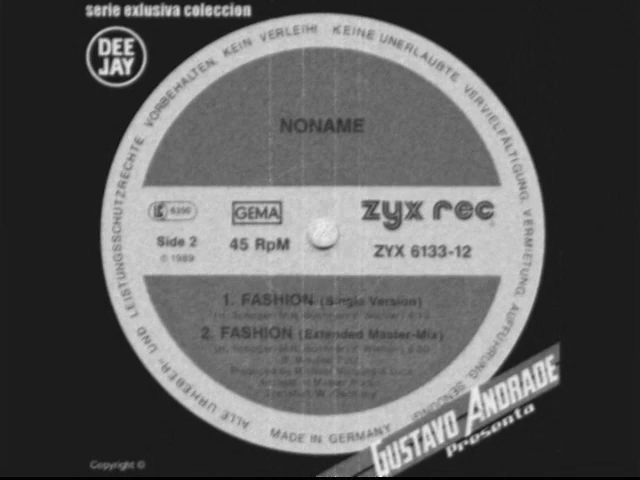 serie exlusiva coleccion
DEE
JAY
ALLE URHEBER- UND LEISTUNGSSCHUTZRECHTE VORBEHALTEN. KEIN VERLEIH! KEINE UNERLAUBTE VERVIELFÄLTIGUNG, VERMIETUNG, AUFFÜHRUNG, SENDUNG
NONAME
GEMA
zyx rec
Side 2
45 RpM
ZYX 6133-12
© 1989
1. FASHION (Single Version)
2. FASHION (Extended Master-Mix)
MADE IN GERMANY
GUSTAVO ANDRADE
Presenta
Copyright ©